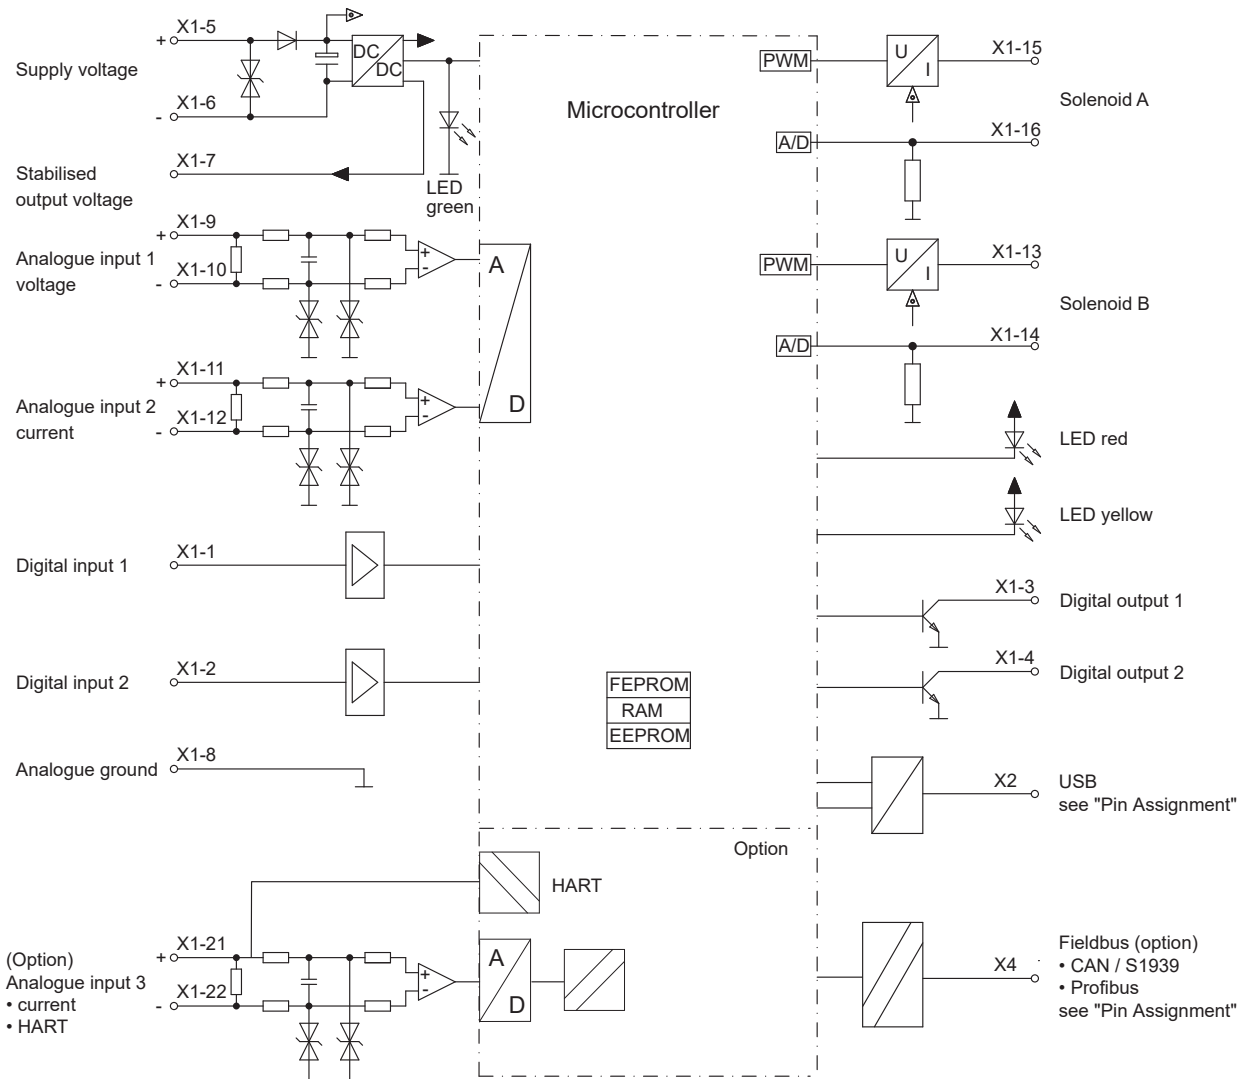 X1-5
+
Supply voltage
DC
DC
X1-6
-
X1-7
Stabilised
output voltage
LED
green
X1-9
+
Analogue input 1
voltage
X1-10
-
+
-
A
D
X1-11
+
Analogue input 2
current
X1-12
-
+
-
X1-1
Digital input 1
X1-2
Digital input 2
X1-8
Analogue ground
Microcontroller
FEPROM
RAM
EEPROM
PWM
U
I
X1-15
Solenoid A
A/D
X1-16
PWM
U
I
X1-13
Solenoid B
A/D
X1-14
LED red
LED yellow
X1-3
Digital output 1
X1-4
Digital output 2
X2
USB
see "Pin Assignment"
Option
HART
X1-21
+
(Option)
Analogue input 3
• current
• HART
X1-22
-
+
-
A
D
X4
Fieldbus (option)
• CAN / S1939
• Profibus
see "Pin Assignment"